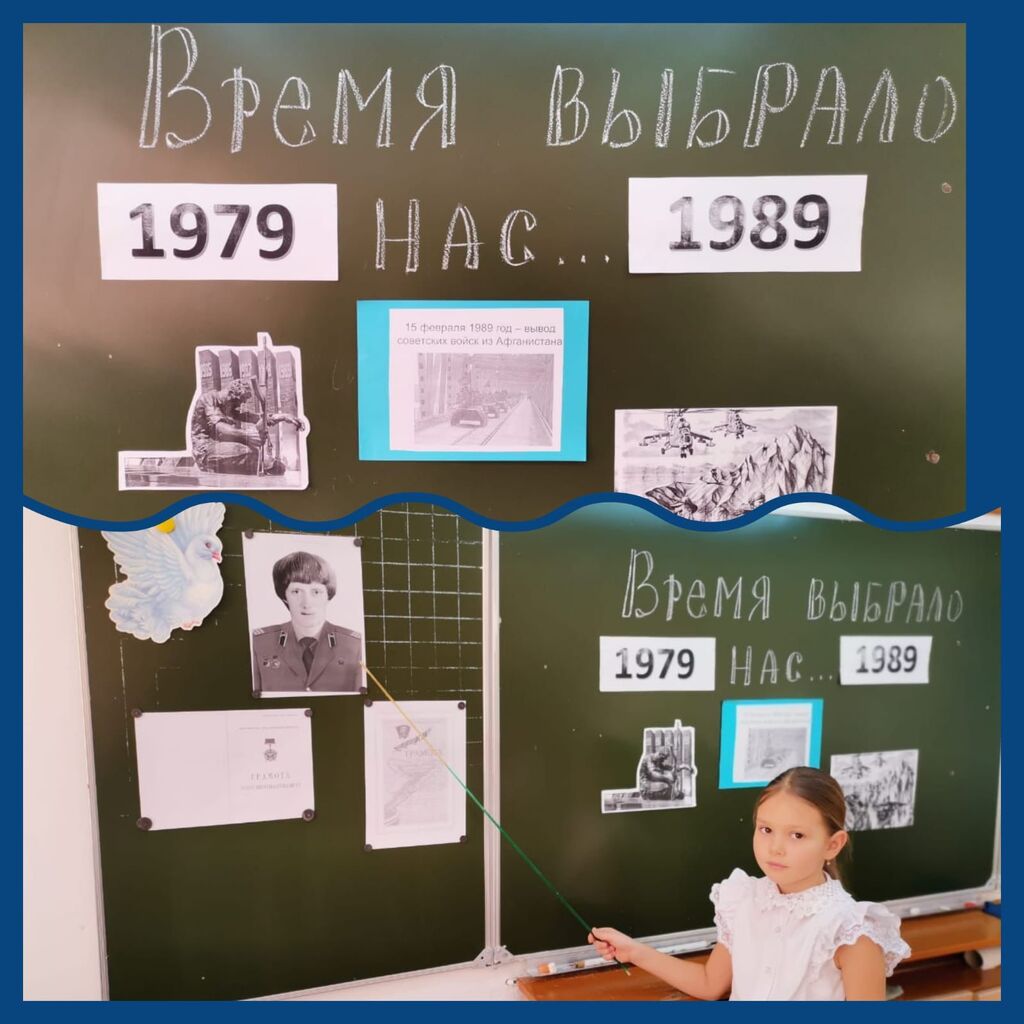 Время выбрало
1979 нас... 1989
15 февраля 1989 год – вывод
советских войск из Афганистана
Время выбрало
1979 нас... 1989
ГРАМОТА
ГРАМОТА